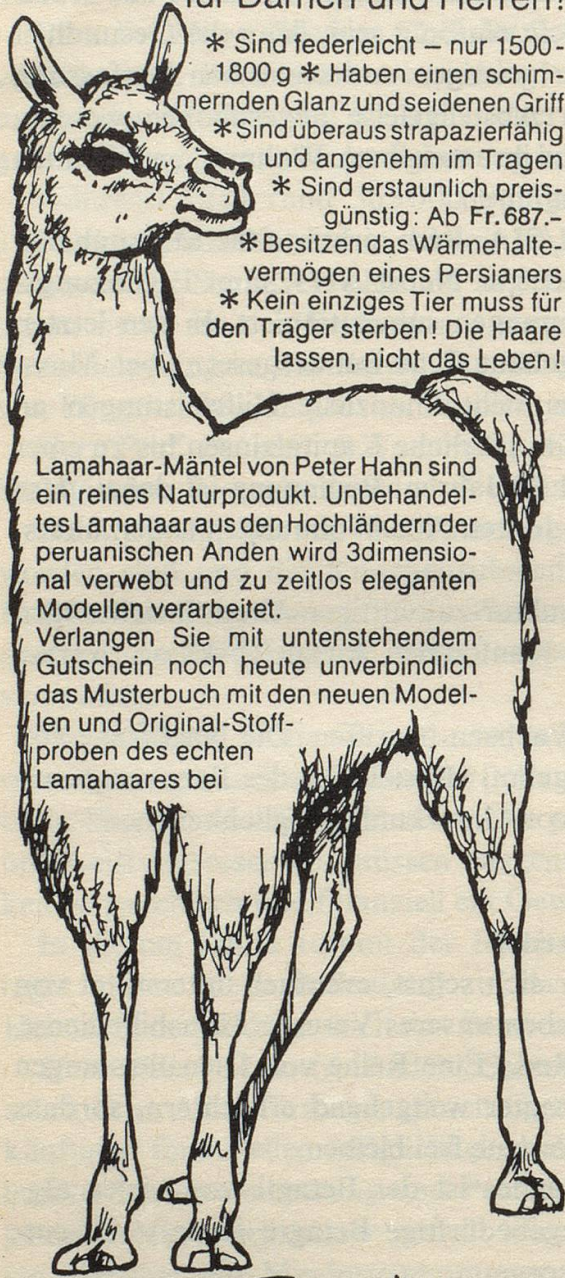 für Damen und Herren!
* Sind federleicht – nur 1500-
1800 g * Haben einen schim-
mernden Glanz und seidenen Griff
* Sind überaus strapazierfähig
und angenehm im Tragen
* Sind erstaunlich preis-
günstig: Ab Fr. 687.–
* Besitzen das Wärmehalte-
vermögen eines Persianers
* Kein einziges Tier muss für
den Träger sterben! Die Haare
lassen, nicht das Leben!
Lamahaar-Mäntel von Peter Hahn sind
ein reines Naturprodukt. Unbehandel-
tes Lamahaar aus den Hochländern der
peruanischen Anden wird 3dimensio-
nal verwebt und zu zeitlos eleganten
Modellen verarbeitet.
Verlangen Sie mit untenstehendem
Gutschein noch heute unverbindlich
das Musterbuch mit den neuen Model-
len und Original-Stoff-
proben des echten
Lamahaares bei